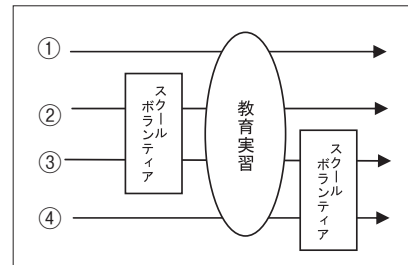 ①
②
③
④
スクール
ボランティア
教育実習
スクール
ボランティア